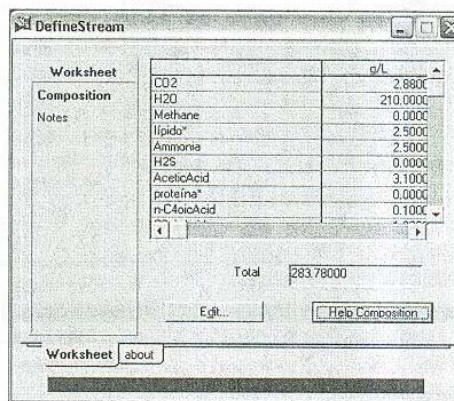 DefineStream
Worksheet
Composition
Notes
g/L
CO2 2.8800
H2O 210.0000
Methane 0.0000
lípido* 2.5000
Ammonia 2.5000
H2S 0.0000
AceticAcid 3.1000
proteína* 0.0000
n-C4oicAcid 0.1000
Total 283.78000
Edit...
Help Composition
Worksheet about